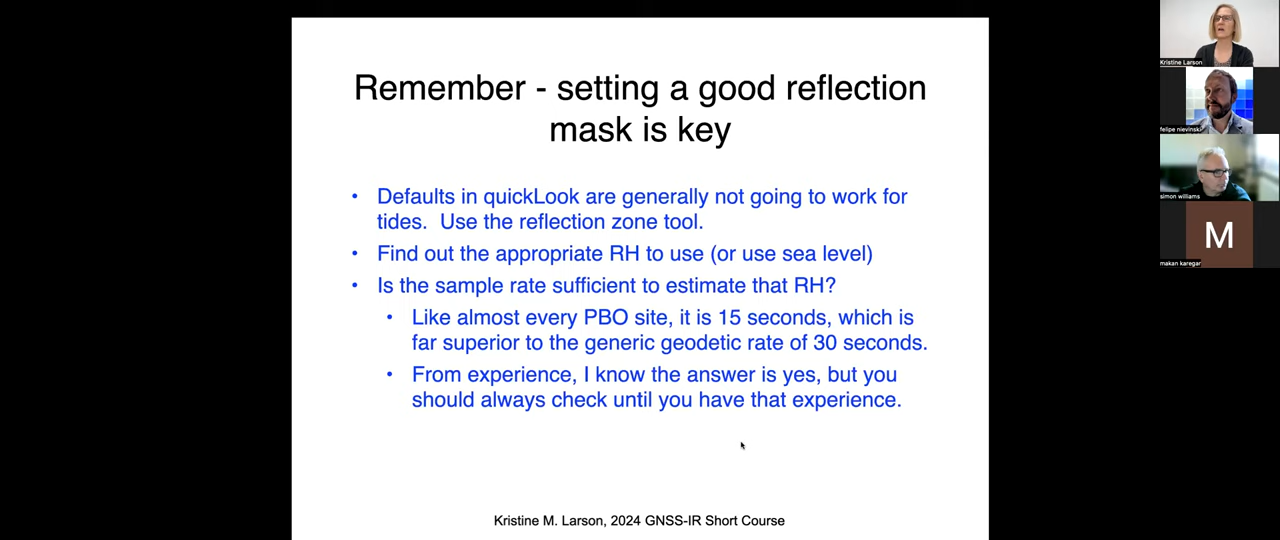 Remember - setting a good reflection
mask is key
• Defaults in quickLook are generally not going to work for
tides. Use the reflection zone tool.
• Find out the appropriate RH to use (or use sea level)
• Is the sample rate sufficient to estimate that RH?
• Like almost every PBO site, it is 15 seconds, which is
far superior to the generic geodetic rate of 30 seconds.
• From experience, I know the answer is yes, but you
should always check until you have that experience.
Kristine M. Larson, 2024 GNSS-IR Short Course
Kristine Larson
felipe nievinski
simon williams
M
makan karegar